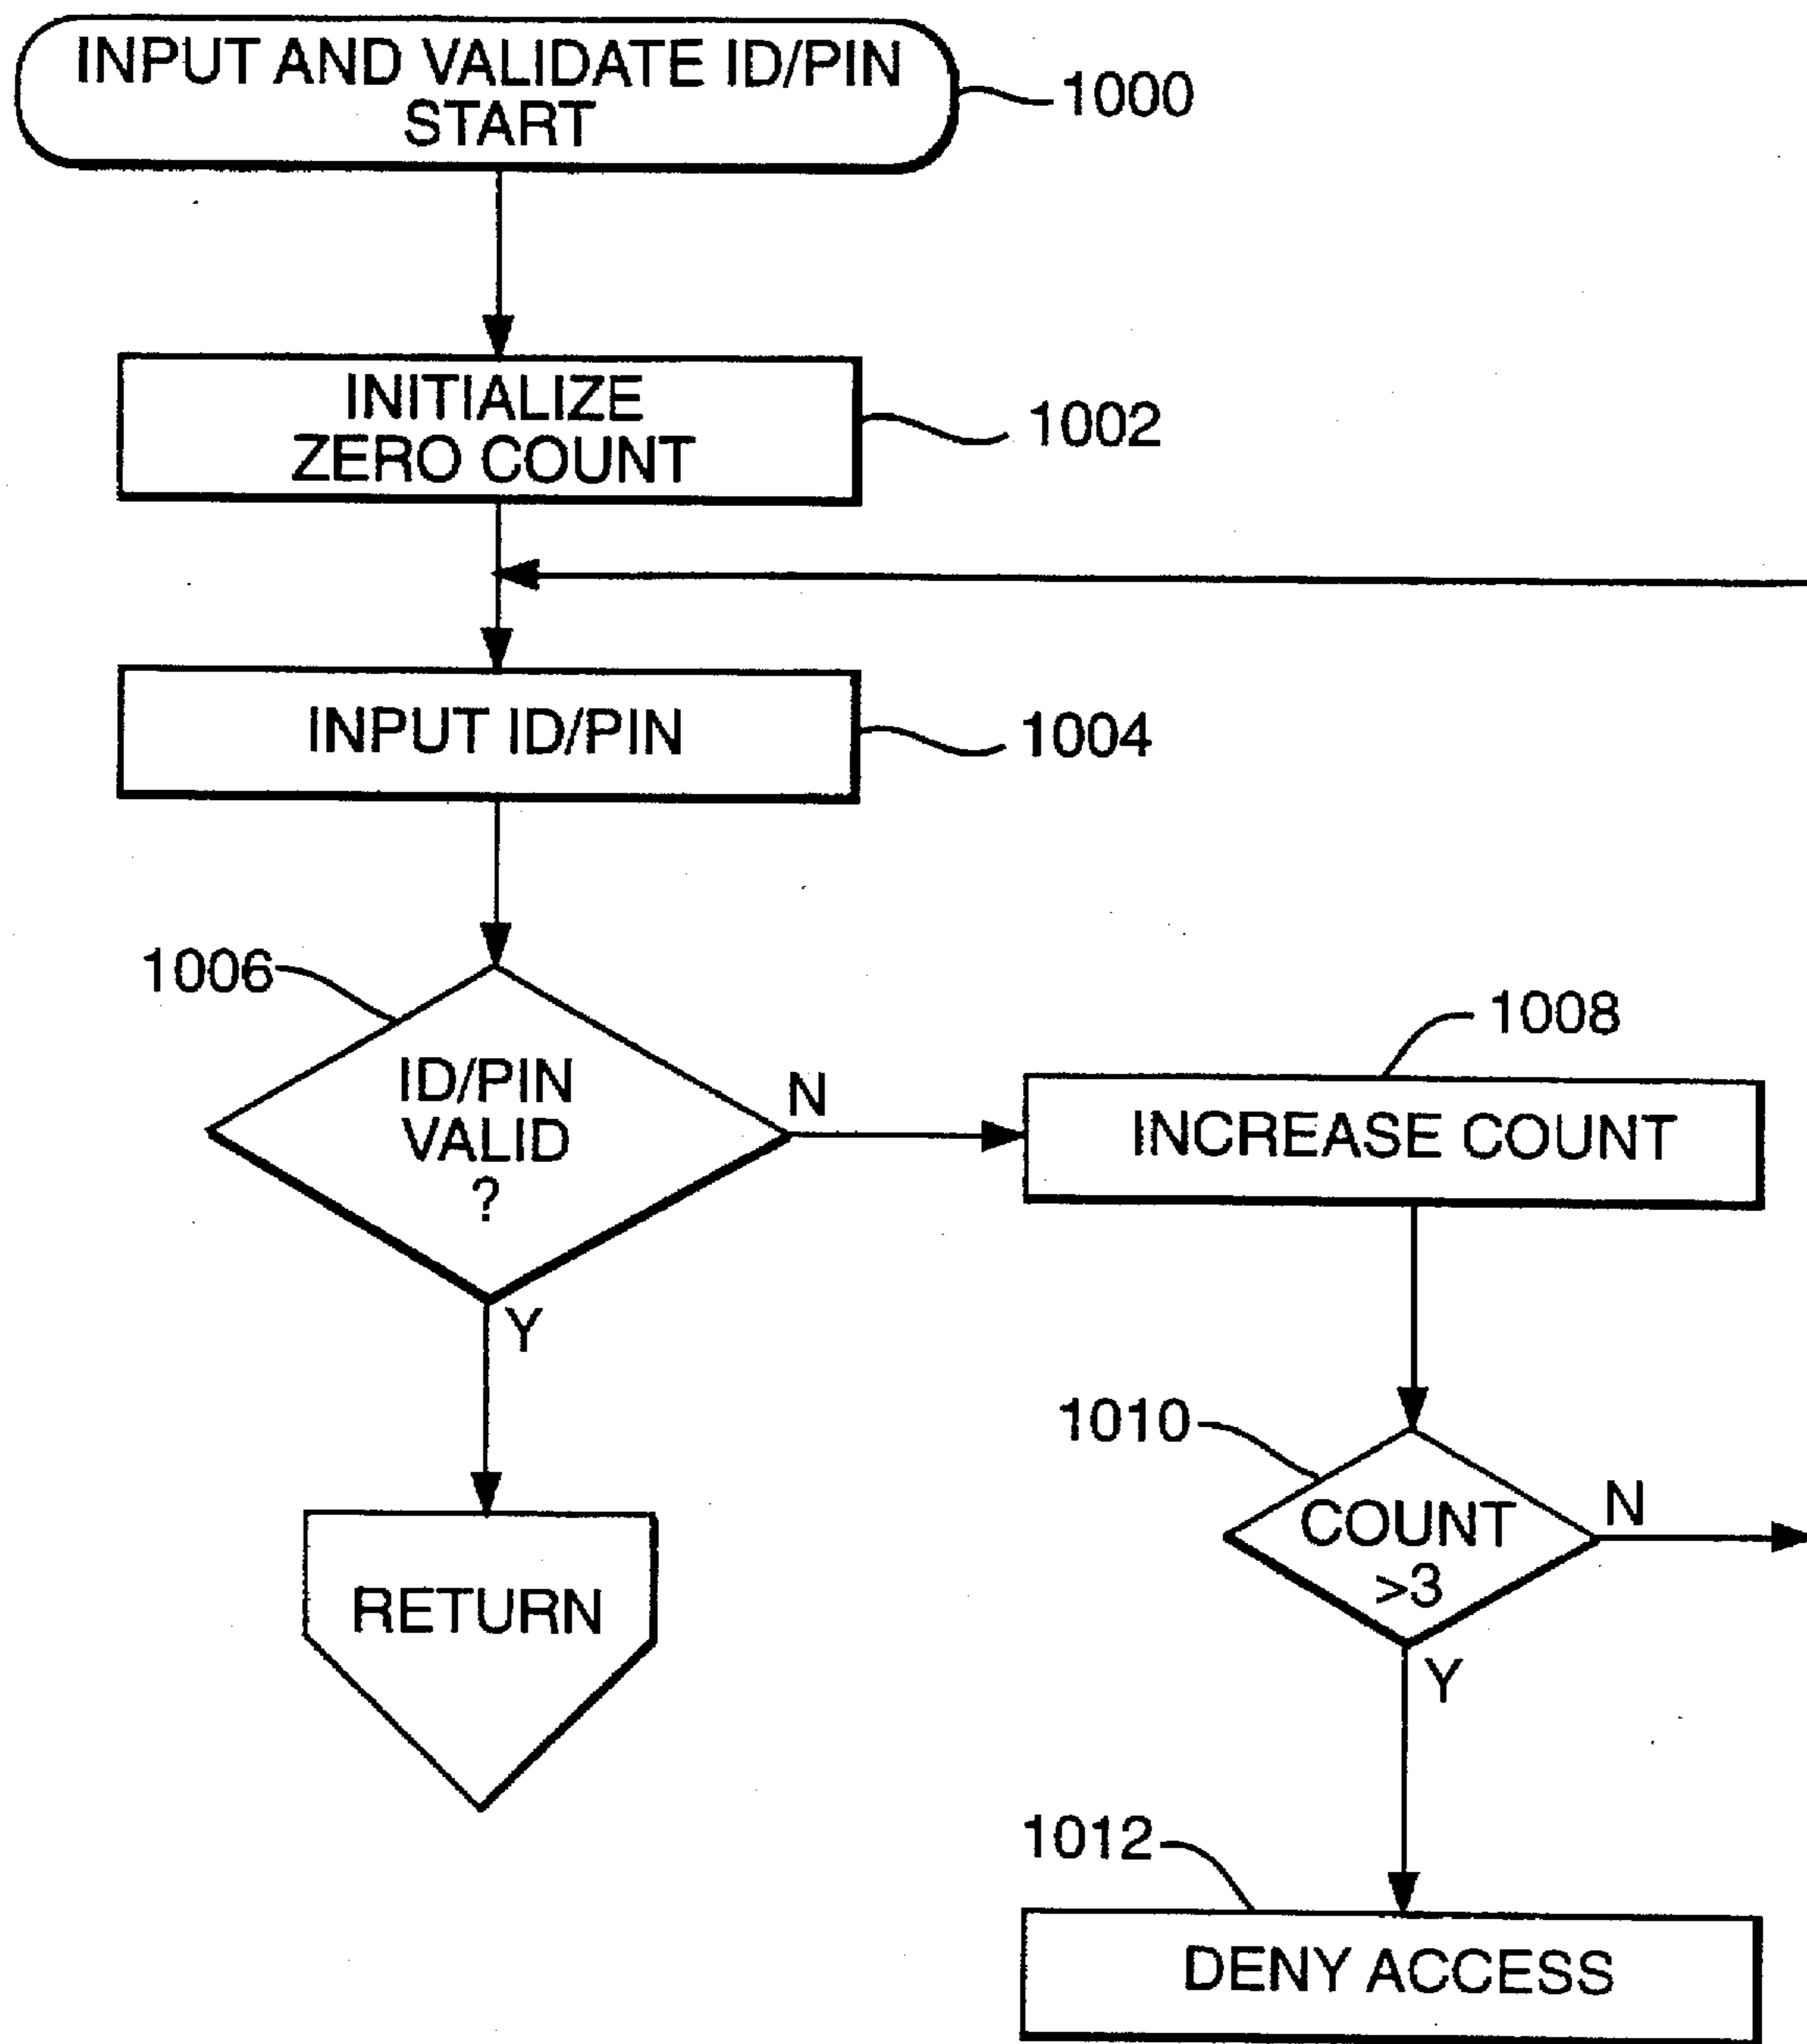 INPUT AND VALIDATE ID/PIN
START
1000
INITIALIZE
ZERO COUNT
1002
INPUT ID/PIN
1004
1006
ID/PIN
VALID
?
N
Y
1008
INCREASE COUNT
1010
COUNT
>3
N
Y
RETURN
1012
DENY ACCESS